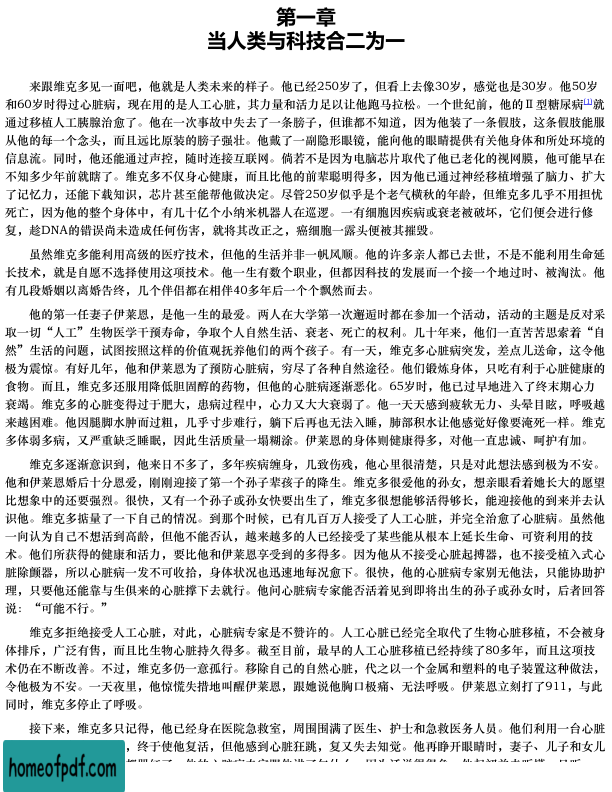 第一章
当人类与科技合二为一
来跟维克多见一面吧，他就是人类未来的样子。他已经250岁了，但看上去像30岁，感觉也是30岁。他50岁
和60岁时得过心脏病，现在用的是人工心脏，其力量和活力足以让他跑马拉松。一个世纪前，他的Ⅱ型糖尿病[1]就
通过移植人工胰腺治愈了。他在一次事故中失去了一条膀子，但谁都不知道，因为他装了一条假肢，这条假肢能服
从他的每一个念头，而且远比原装的膀子强壮。他戴了一副隐形眼镜，能向他的眼睛提供有关他身体和所处环境的
信息流。同时，他还能通过声控，随时连接互联网。倘若不是因为电脑芯片取代了他已老化的视网膜，他可能早在
不知多少年前就瞎了。维克多不仅身心健康，而且比他的前辈聪明得多，因为他已通过神经移植增强了脑力、扩大
了记忆力，还能下载知识，芯片甚至能帮他做决定。尽管250岁似乎是个老气横秋的年龄，但维克多几乎不用担忧
死亡，因为他的整个身体中，有几十亿个小纳米机器人在巡逻。一有细胞因疾病或衰老被破坏，它们便会进行修
复，趁DNA的错误尚未造成任何伤害，就将其改正之，癌细胞一露头便被其摧毁。
虽然维克多能利用高级的医疗技术，但他的生活并非一帆风顺。他的许多亲人都已去世，不是不能利用生命延
长技术，就是自愿不选择使用这项技术。他一生有数个职业，但都因科技的发展而一个接一个地过时、被淘汰。他
有几段婚姻以离婚告终，几个伴侣都在相伴40多年后一个个飘然而去。
他的第一任妻子伊莱恩，是他一生的最爱。两人在大学第一次邂逅时都在参加一个活动，活动的主题是反对采
取一切“人工”生物医学干预寿命，争取个人自然生活、衰老、死亡的权利。几十年来，他们一直苦苦思索着“自
然”生活的问题，试图按照这样的价值观抚养他们的两个孩子。有一天，维克多心脏病突发，差点儿送命，这令他
极为震惊。有好几年，他和伊莱恩为了预防心脏病，穷尽了各种自然途径。他们锻炼身体，只吃有利于心脏健康的
食物。而且，维克多还服用降低胆固醇的药物，但他的心脏病逐渐恶化。65岁时，他已过早地进入了终末期心力
衰竭。维克多的心脏变得过于肥大，患病过程中，心力又大大衰弱了。他一天天感到疲软无力、头晕目眩，呼吸越
来越困难。他因腿脚水肿而过粗，几乎寸步难行，躺下后再也无法入睡，肺部积水让他感觉好像要淹死一样。维克
多体弱多病，又严重缺乏睡眠，因此生活质量一塌糊涂。伊莱恩的身体则健康得多，对他一直忠诚、呵护有加。
维克多逐渐意识到，他来日不多了，多年疾病缠身，几致伤残，他心里很清楚，只是对此想法感到极为不安。
他和伊莱恩婚后十分恩爱，刚刚迎接了第一个孙子辈孩子的降生。维克多很爱他的孙女，想亲眼看着她长大的愿望
比想象中的还要强烈。很快，又有一个孙子或孙女快要出生了，维克多很想能够活得够长，能迎接他的到来并去认
识他。维克多掂量了一下自己的情况。到那个时候，已有几百万人接受了人工心脏，并完全治愈了心脏病。虽然他
一向认为自己不想活到高龄，但他不能否认，越来越多的人已经接受了某些能从根本上延长生命、可资利用的技
术。他们所获得的健康和活力，要比他和伊莱恩享受到的多得多。因为他从不接受心脏起搏器，也不接受植入式心
脏除颤器，所以心脏病一发不可收拾，身体状况也迅速地每况愈下。很快，他的心脏病专家别无他法，只能协助护
理，只要他还能靠与生俱来的心脏撑下去就行。他问心脏病专家能否活着见到即将出生的孙子或孙女时，后者回答
说：“可能不行。”
维克多拒绝接受人工心脏，对此，心脏病专家是不赞许的。人工心脏已经完全取代了生物心脏移植，不会被身
体排斥，广泛有售，而且比生物心脏持久得多。截至目前，最早的人工心脏移植已经持续了80多年，而且这项技
术仍在不断改善。不过，维克多仍一意孤行。移除自己的自然心脏，代之以一个金属和塑料的电子装置这种做法，
令他极为不安。一天夜里，他惊慌失措地叫醒伊莱恩，跟她说他胸口极痛、无法呼吸。伊莱恩立刻打了911，与此
同时，维克多停止了呼吸。
接下来，维克多只记得，他已经身在医院急救室，周围围满了医生、护士和急救医务人员。他们利用一台心脏
，终于使他复活，但他感到心脏狂跳，复又失去知觉。他再睁开眼睛时，妻子、儿子和女儿
homeofpdf.com